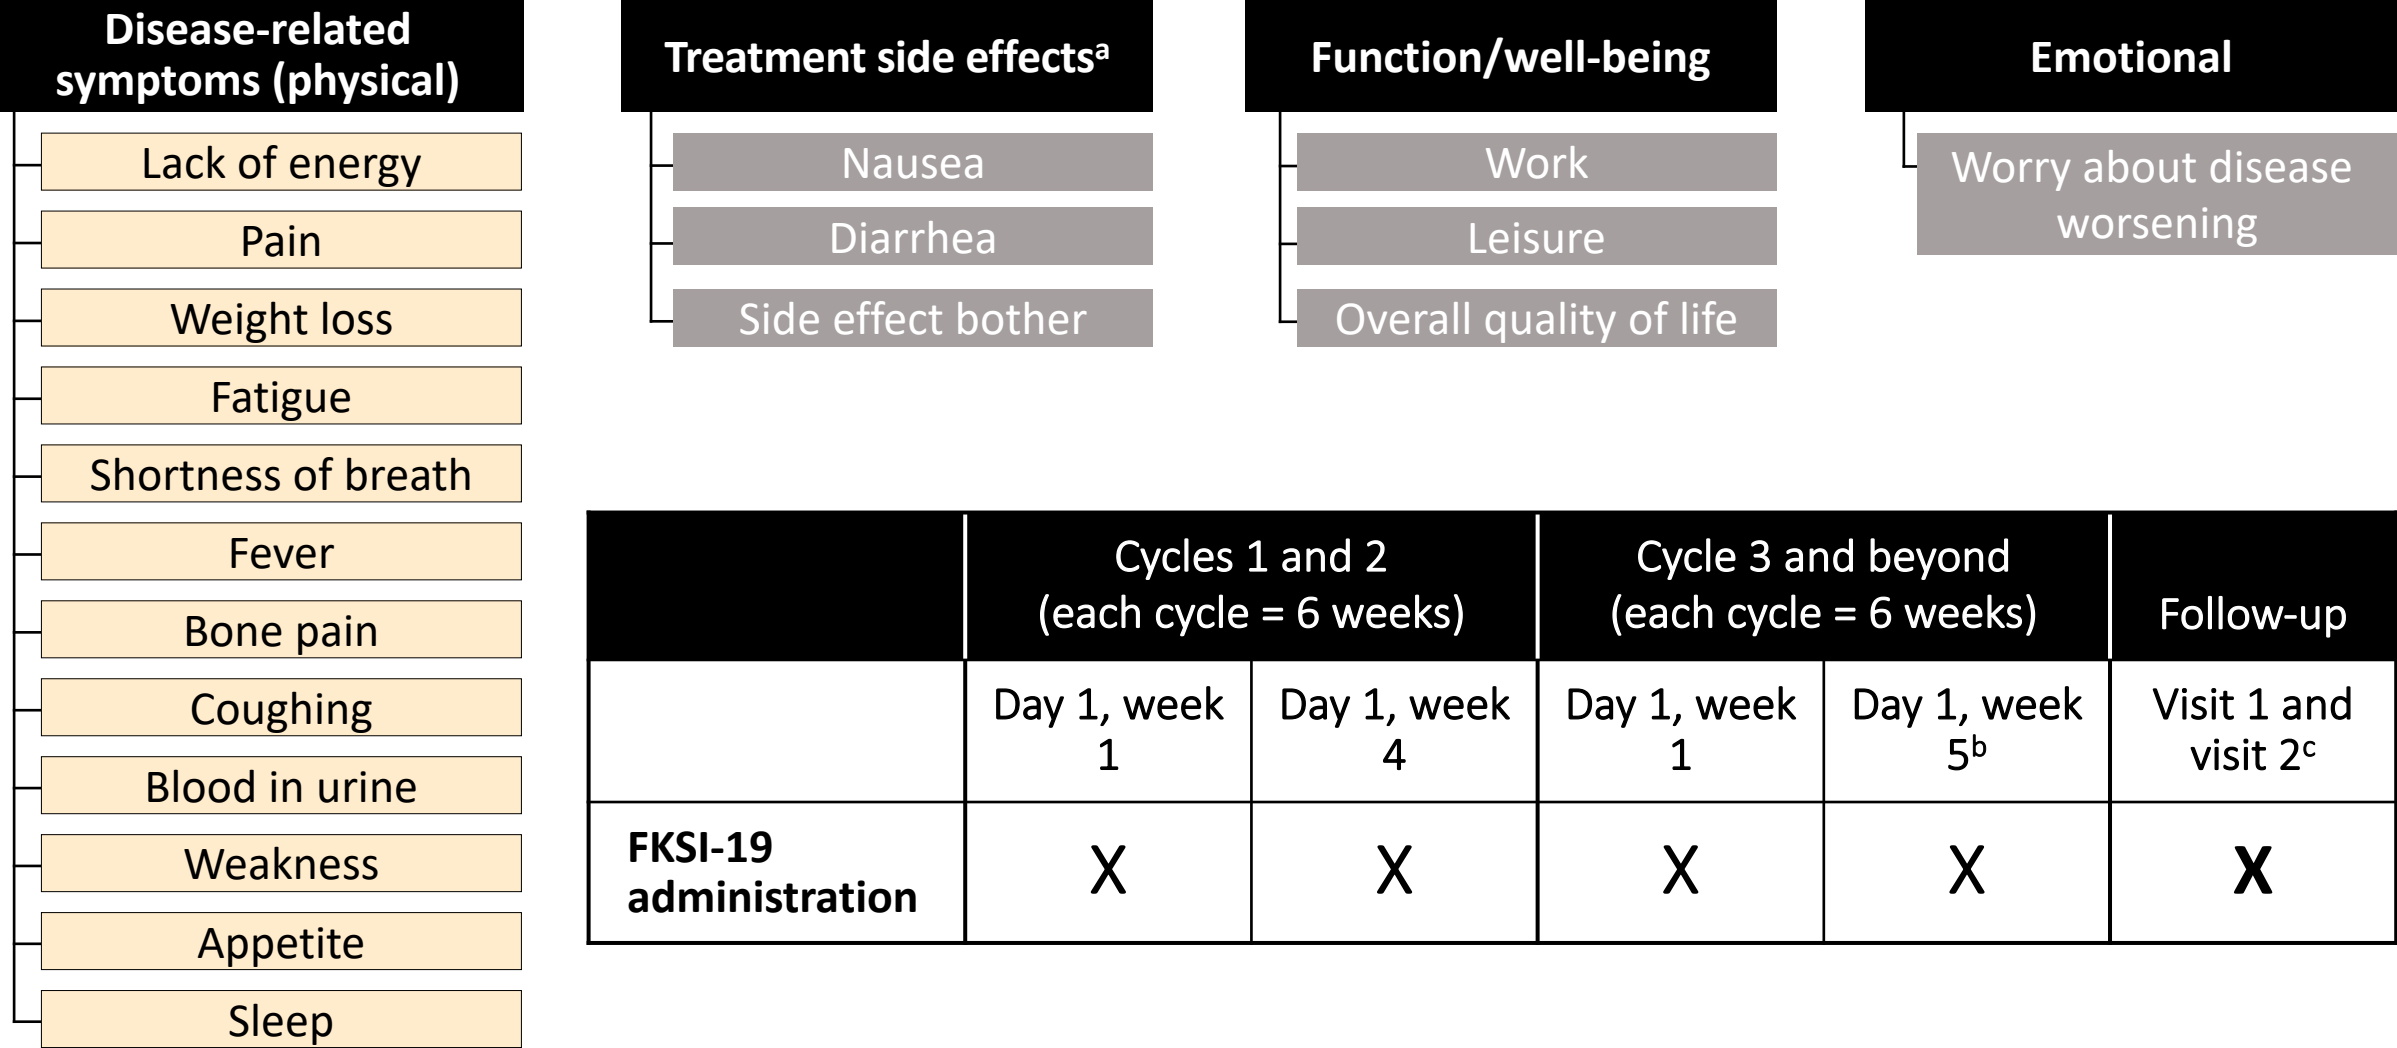 Disease-related
symptoms (physical)
Lack of energy
Pain
Weight loss
Fatigue
Shortness of breath
Fever
Bone pain
Coughing
Blood in urine
Weakness
Appetite
Sleep
Treatment side effectsᵃ
Nausea
Diarrhea
Side effect bother
Function/well-being
Work
Leisure
Overall quality of life
Emotional
Worry about disease
worsening
Cycles 1 and 2
(each cycle = 6 weeks)
Cycle 3 and beyond
(each cycle = 6 weeks)
Follow-up
Day 1, week
1
Day 1, week
4
Day 1, week
1
Day 1, week
5ᵇ
Visit 1 and
visit 2ᶜ
FKSI-19
administration
X
X
X
X
X